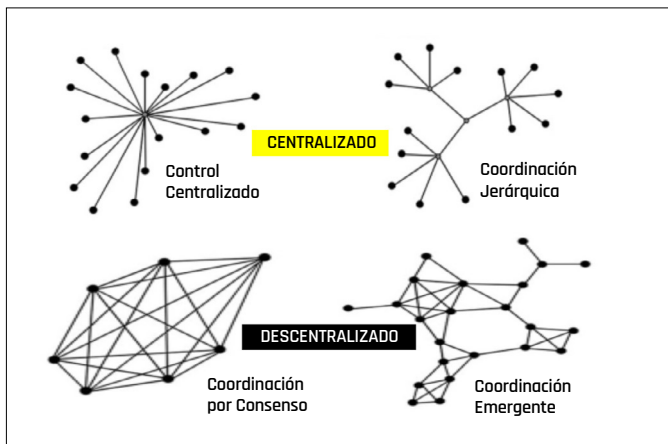 CENTRALIZADO
Control
Centralizado
Coordinación
Jerárquica
DESCENTRALIZADO
Coordinación
por Consenso
Coordinación
Emergente